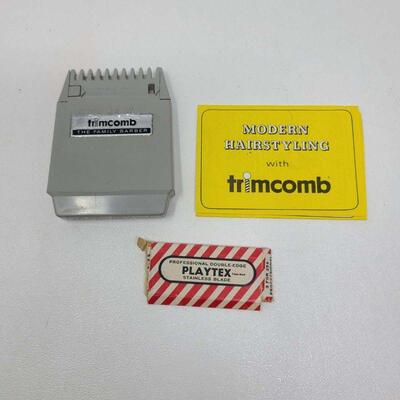 trimcomb
THE FAMILY BARBER
MODERN
HAIRSTYLING
with
trimcomb
PROFESSIONAL DOUBLE-EDGE
PLAYTEX
STAINLESS BLADE